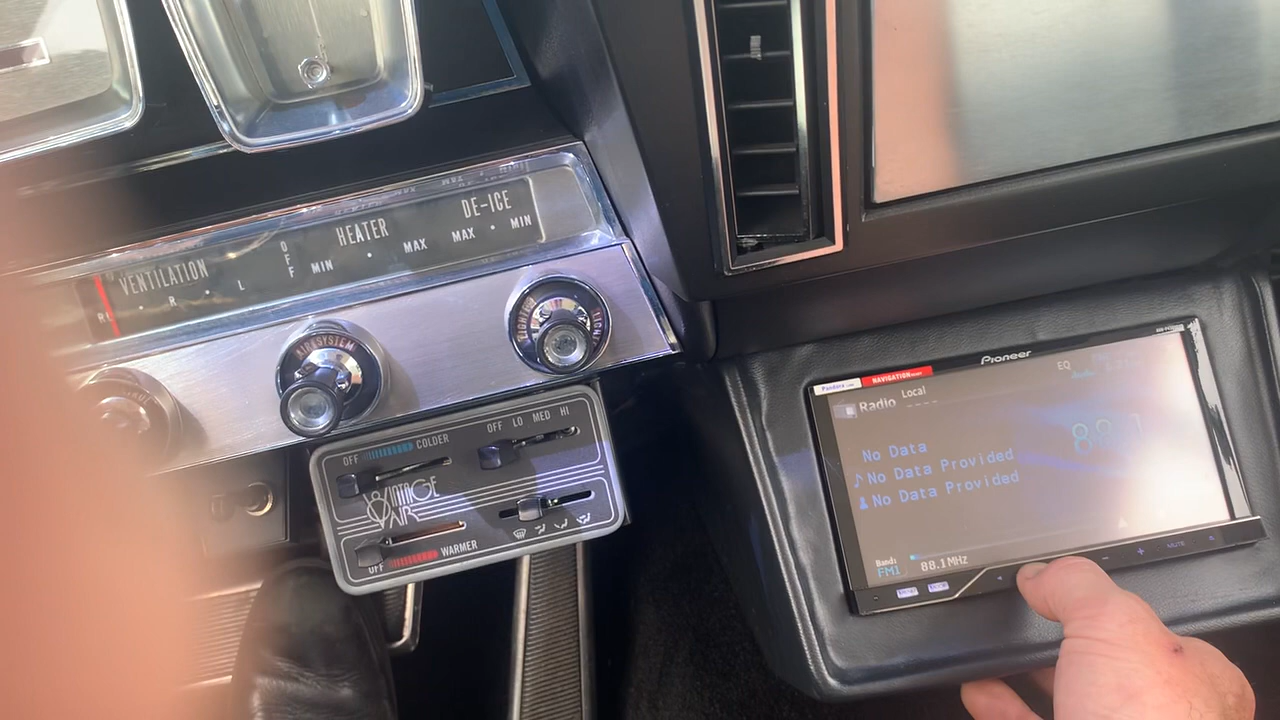 DE-ICE
MAX • MIN
HEATER
OFF MIN • MAX
VENTILATION
• R • L
AIR SYSTEM
LIGHT
OFF COLDER
OFF LO MED HI
VINTAGE
AIR
OFF WARMER
Pioneer
Pandora NAVIGATION
EQ
Radio Local
No Data
No Data Provided
No Data Provided
Band:
FM1 88.1MHz
MUTE